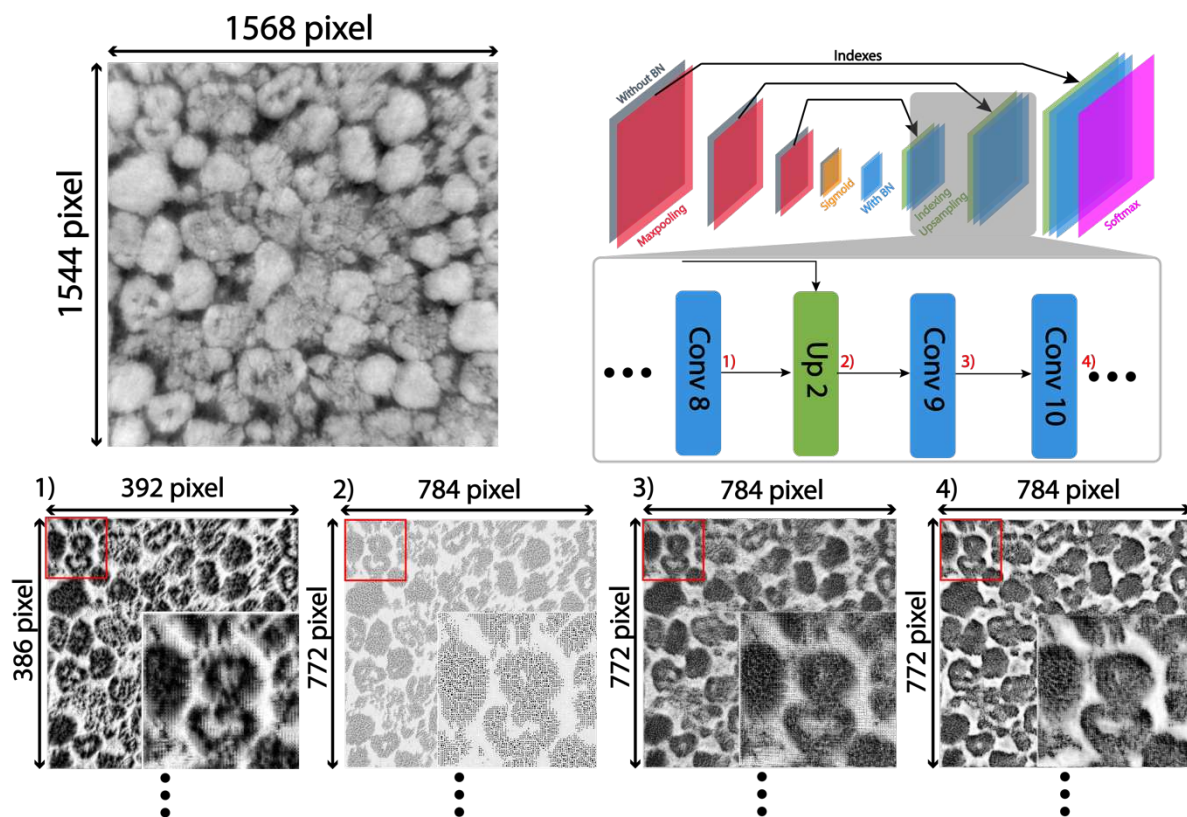 1568 pixel
1544 pixel
Indexes
Without BN
Maxpooling
Sigmoid
With BN
Indexing
Upsampling
Softmax
Conv 8
1)
Up 2
2)
Conv 9
3)
Conv 10
4)
1)
392 pixel
386 pixel
2)
784 pixel
772 pixel
3)
784 pixel
772 pixel
4)
784 pixel
772 pixel